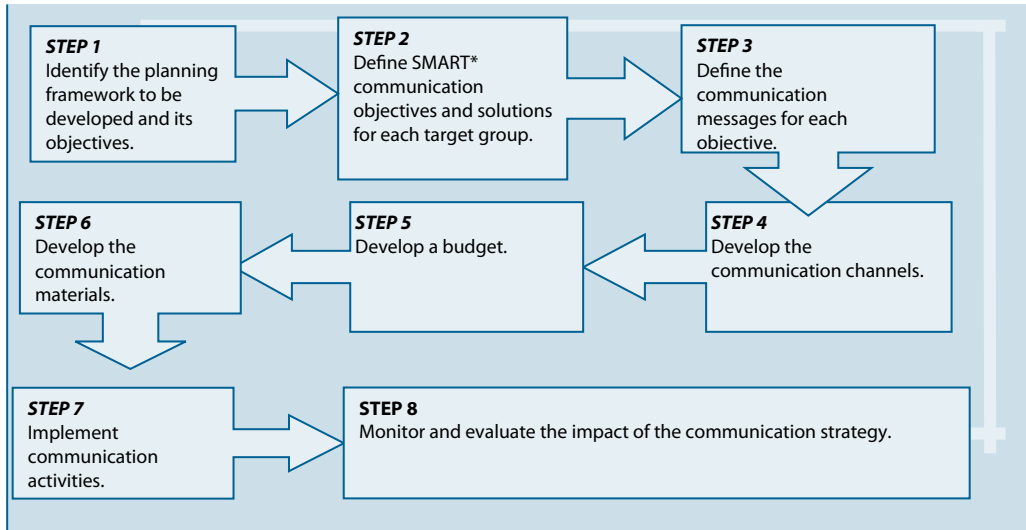 STEP 1
Identify the planning
framework to be
developed and its
objectives.
STEP 2
Define SMART*
communication
objectives and solutions
for each target group.
STEP 3
Define the
communication
messages for each
objective.
STEP 4
Develop the
communication channels.
STEP 5
Develop a budget.
STEP 6
Develop the
communication
materials.
STEP 7
Implement
communication
activities.
STEP 8
Monitor and evaluate the impact of the communication strategy.